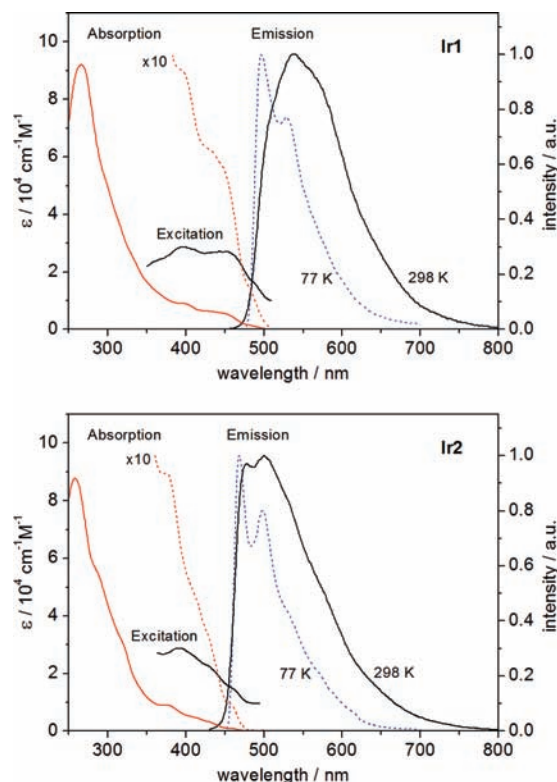 Absorption
Emission
Ir1
x10
Excitation
77 K
298 K
ε / 10⁴ cm⁻¹M⁻¹
10
8
6
4
2
0
intensity / a.u.
1.0
0.8
0.6
0.4
0.2
0.0
300 400 500 600 700 800
wavelength / nm
Absorption
Emission
Ir2
x10
Excitation
77 K
298 K
ε / 10⁴ cm⁻¹M⁻¹
10
8
6
4
2
0
intensity / a.u.
1.0
0.8
0.6
0.4
0.2
0.0
300 400 500 600 700 800
wavelength / nm